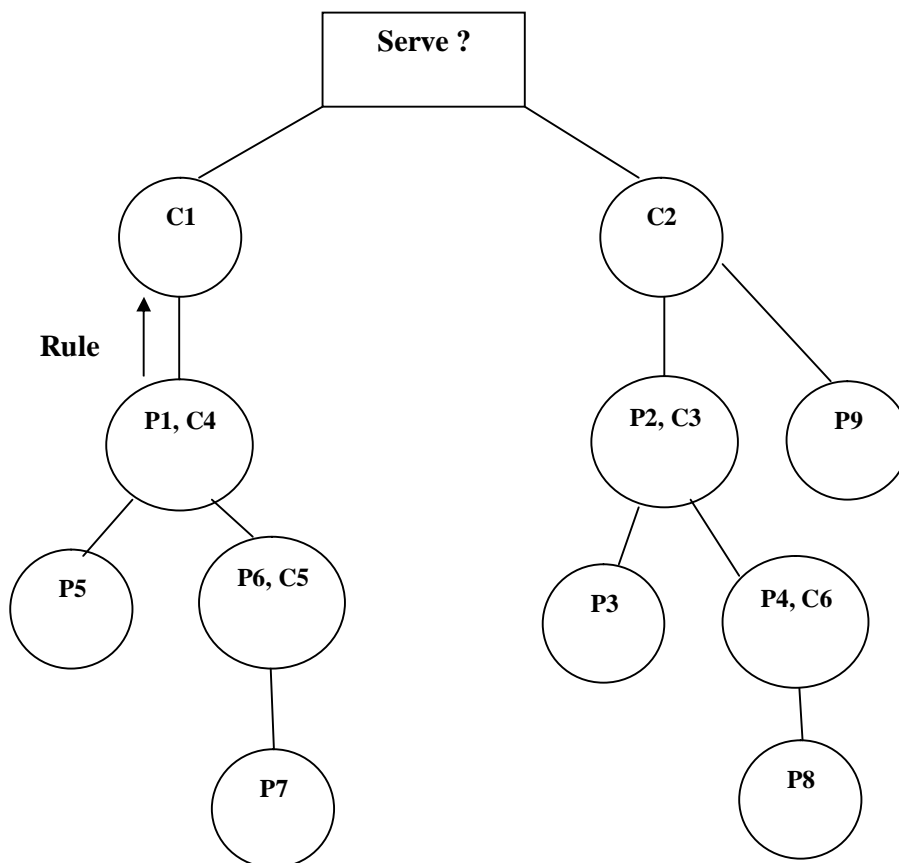 Serve ?
C1
C2
Rule
P1, C4
P2, C3
P9
P5
P6, C5
P3
P4, C6
P7
P8